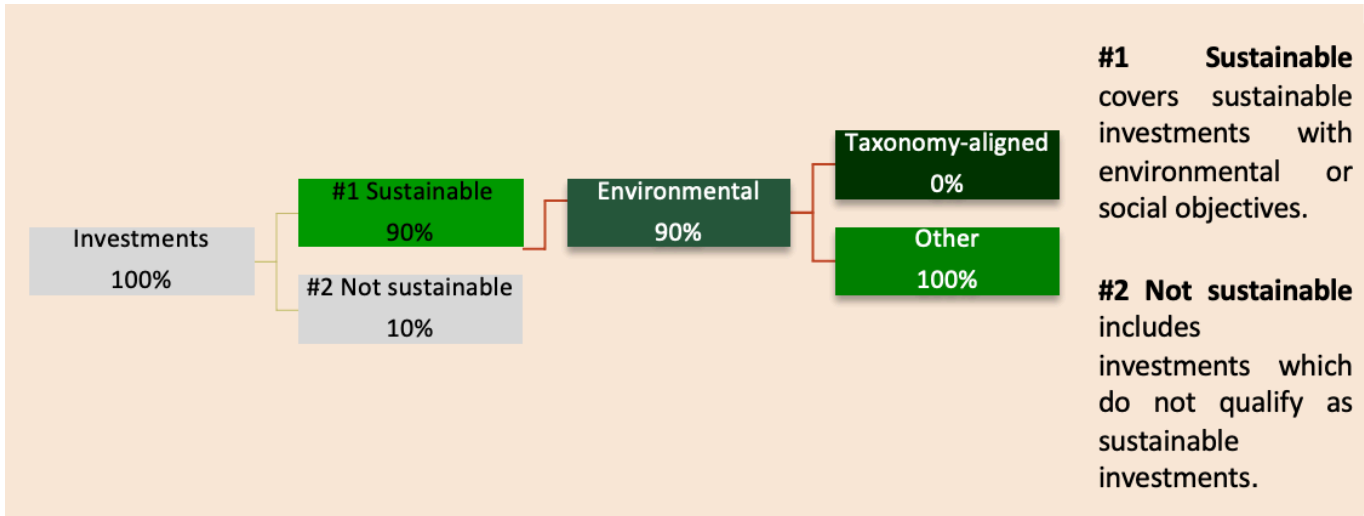 Investments
100%
#1 Sustainable
90%
#2 Not sustainable
10%
Environmental
90%
Taxonomy-aligned
0%
Other
100%
#1 Sustainable
covers sustainable
investments with
environmental or
social objectives.
#2 Not sustainable
includes
investments which
do not qualify as
sustainable
investments.